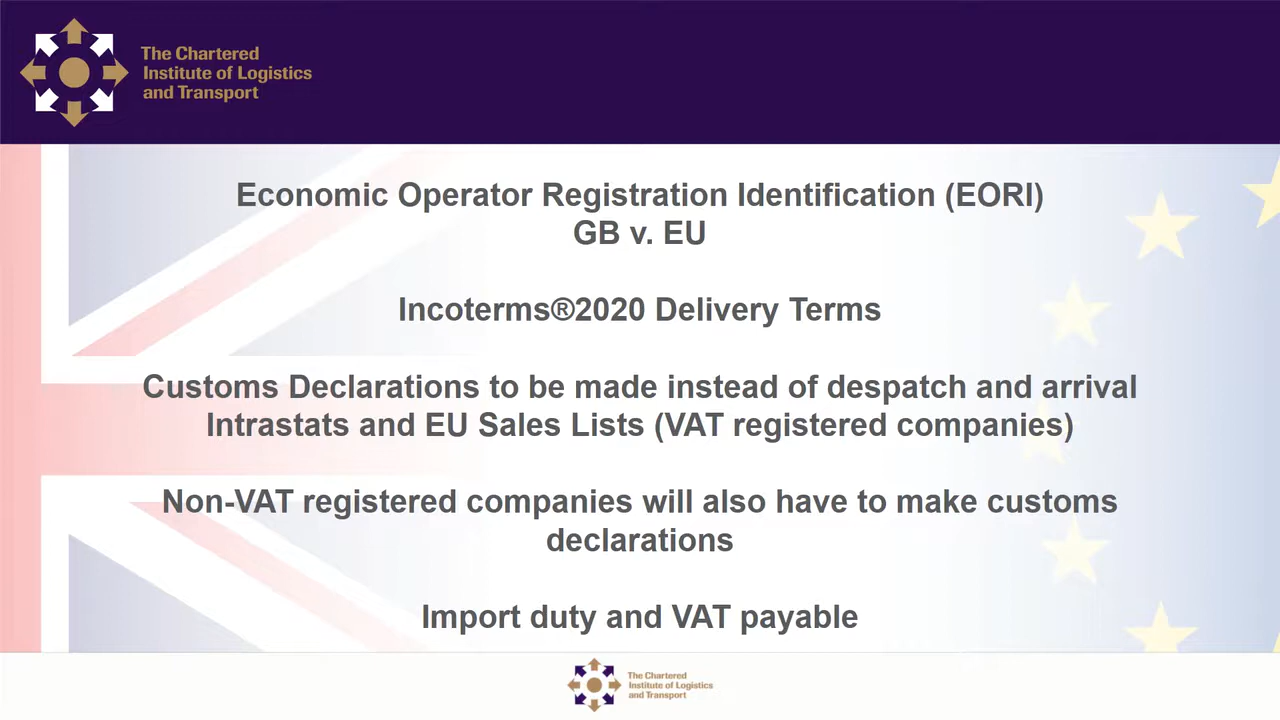 The Chartered
Institute of Logistics
and Transport
Economic Operator Registration Identification (EORI)
GB v. EU
Incoterms®2020 Delivery Terms
Customs Declarations to be made instead of despatch and arrival
Intrastats and EU Sales Lists (VAT registered companies)
Non-VAT registered companies will also have to make customs
declarations
Import duty and VAT payable
The Chartered
Institute of Logistics
and Transport